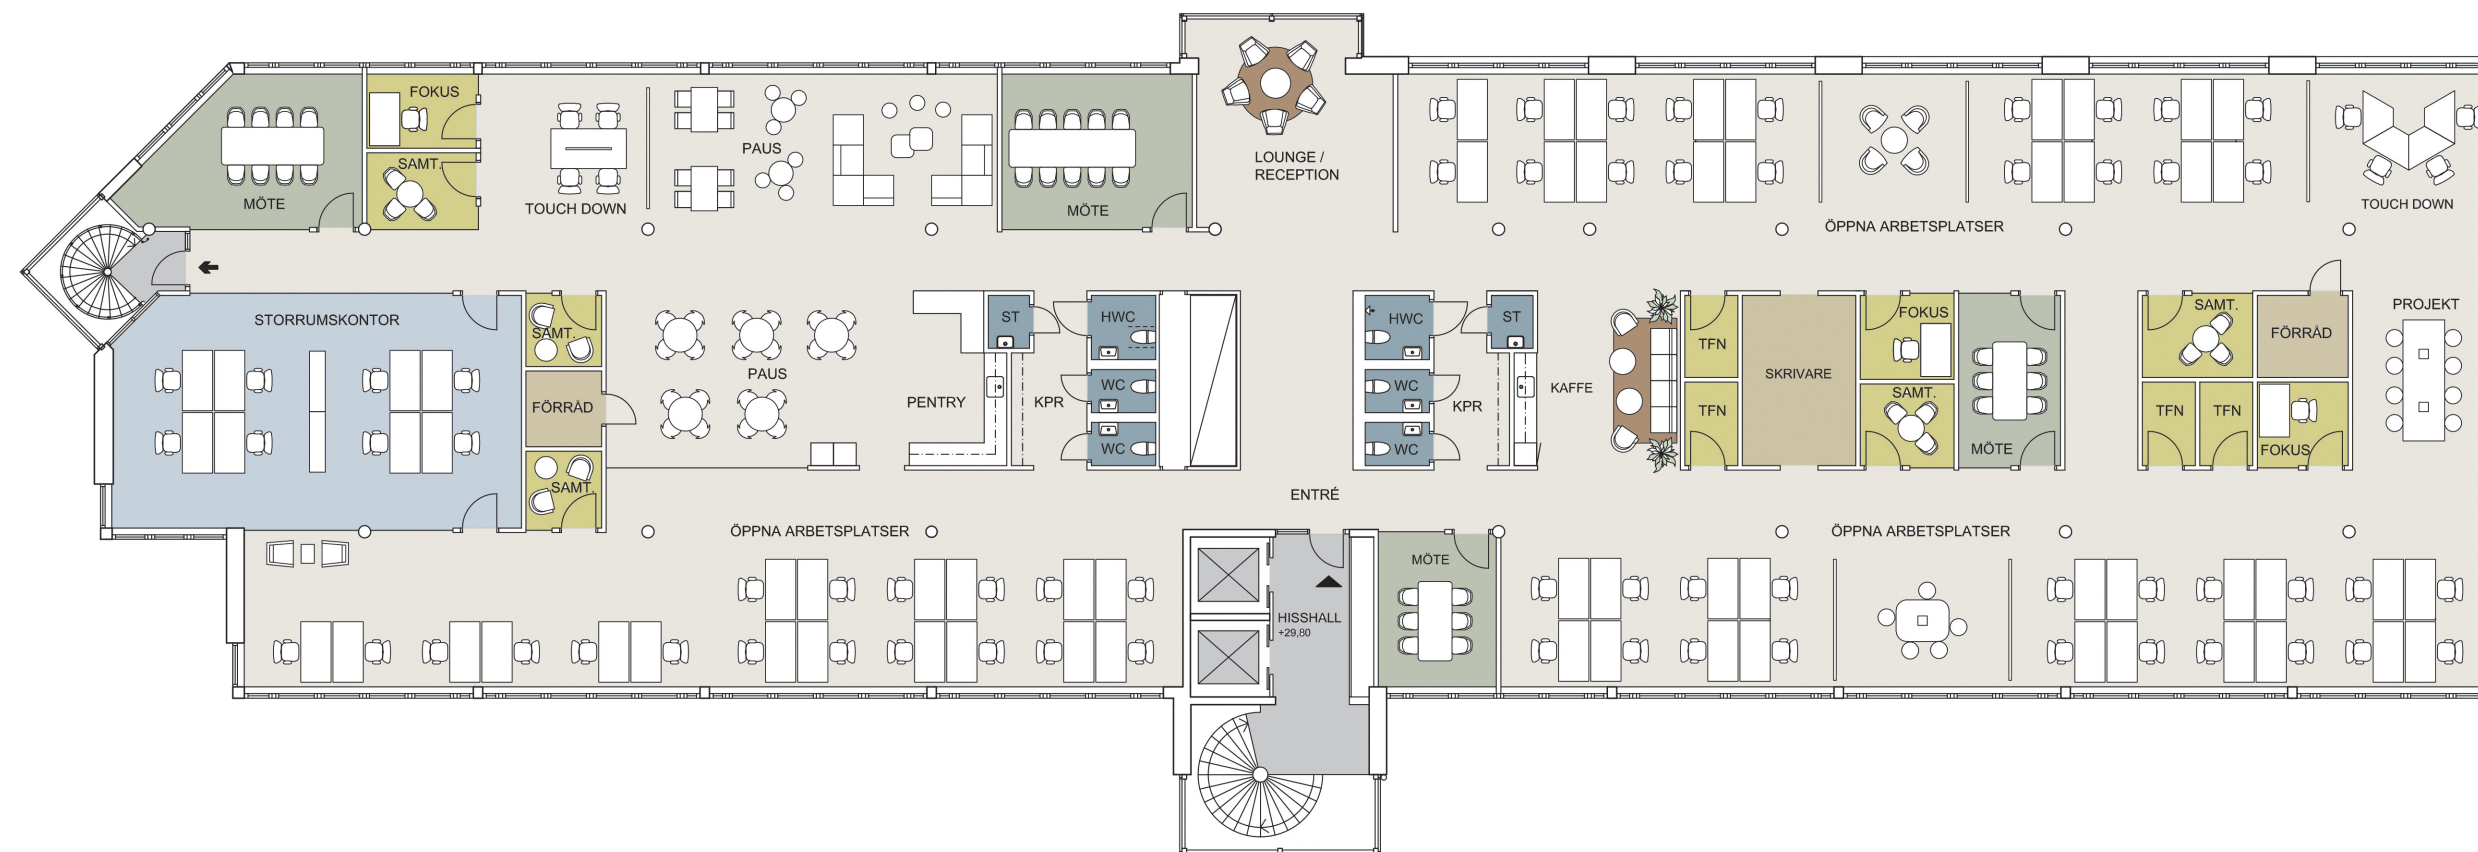 FOKUS
SAMT.
MÖTE
TOUCH DOWN
PAUS
MÖTE
LOUNGE /
RECEPTION
ÖPPNA ARBETSPLATSER
TOUCH DOWN
STORRUMSKONTOR
SAMT.
FÖRRÅD
SAMT.
PAUS
PENTRY
ST
KPR
HWC
WC
WC
HWC
WC
WC
KPR
ST
KAFFE
TFN
TFN
SKRIVARE
FOKUS
SAMT.
MÖTE
SAMT.
FÖRRÅD
TFN
TFN
FOKUS
PROJEKT
ENTRÉ
ÖPPNA ARBETSPLATSER
HISSHALL
+29,80
MÖTE
ÖPPNA ARBETSPLATSER